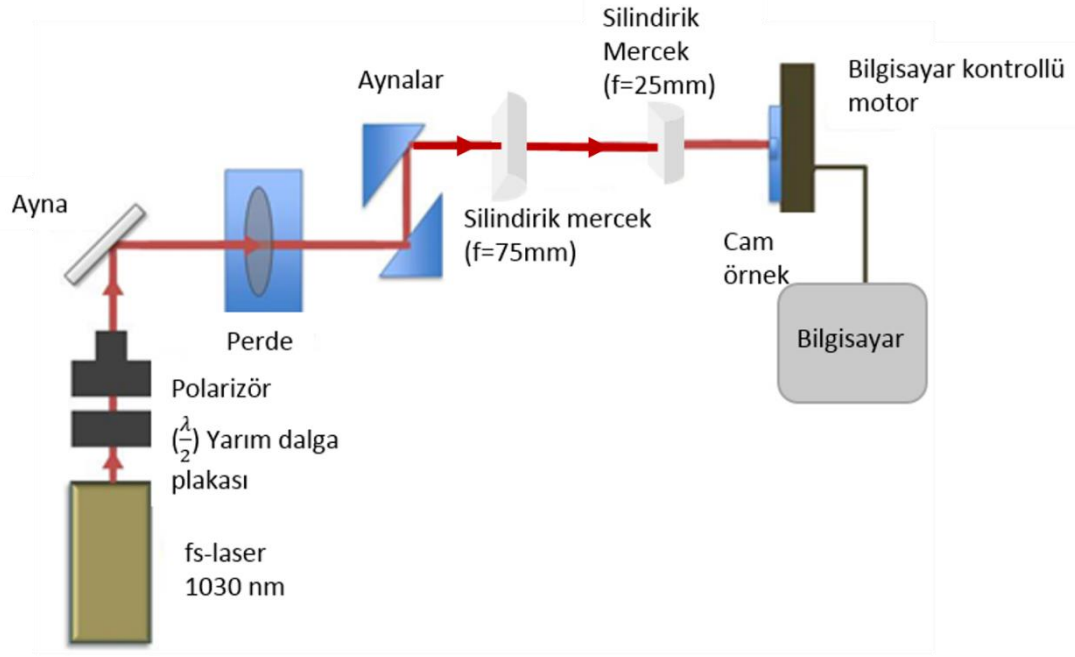 Silindirik
Mercek
(f=25mm)
Aynalar
Bilgisayar kontrollü
motor
Ayna
Silindirik mercek
(f=75mm)
Cam
örnek
Perde
Bilgisayar
Polarizör
(λ/2) Yarım dalga
plakası
fs-laser
1030 nm